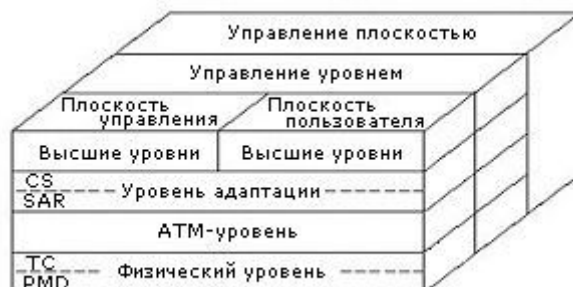 Управление плоскостью
Управление уровнем
Плоскость управления
Плоскость пользователя
Высшие уровни
Высшие уровни
CS
Уровень адаптации
SAR
АТМ-уровень
TC
Физический уровень
PMD